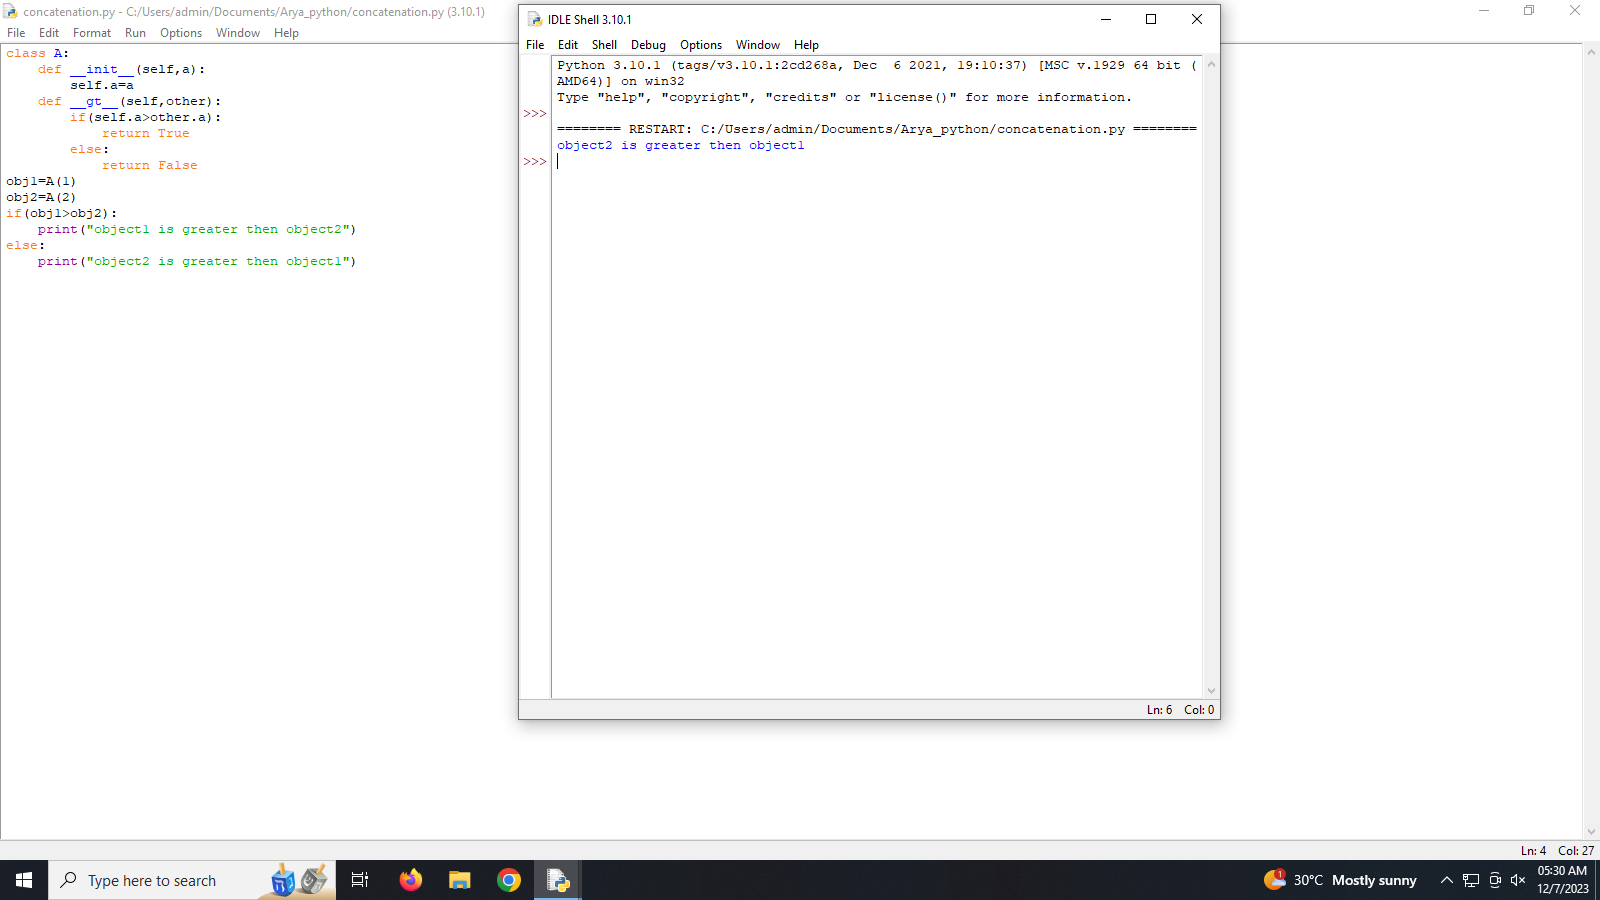 concatenation.py - C:/Users/admin/Documents/Arya_python/concatenation.py (3.10.1)
File Edit Format Run Options Window Help
class A:
    def __init__(self,a):
        self.a=a
    def __gt__(self,other):
        if(self.a>other.a):
            return True
        else:
            return False
obj1=A(1)
obj2=A(2)
if(obj1>obj2):
    print("object1 is greater then object2")
else:
    print("object2 is greater then object1")
IDLE Shell 3.10.1
File Edit Shell Debug Options Window Help
Python 3.10.1 (tags/v3.10.1:2cd268a, Dec  6 2021, 19:10:37) [MSC v.1929 64 bit (
AMD64)] on win32
Type "help", "copyright", "credits" or "license()" for more information.
>>>
======== RESTART: C:/Users/admin/Documents/Arya_python/concatenation.py ========
object2 is greater then object1
>>>
Ln: 6 Col: 0
Ln: 4 Col: 27
Type here to search
1
30°C Mostly sunny
05:30 AM
12/7/2023